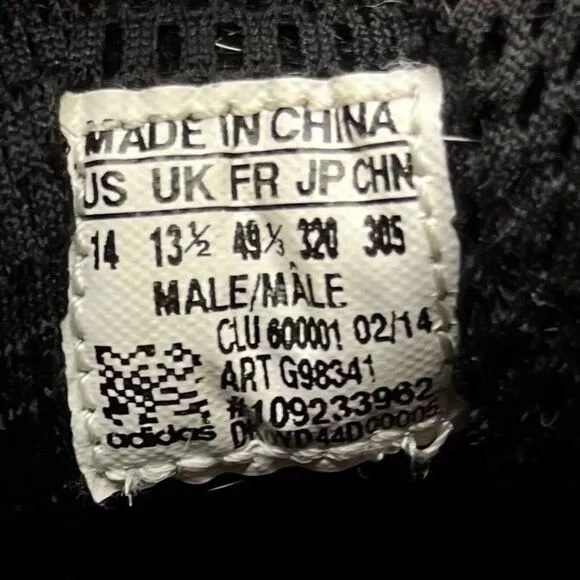 MADE IN CHINA
US UK FR JP CHN
14 13½ 49⅓ 320 305
MALE/MÂLE
CLU 600001 02/14
ART G98341
#109233962
adidas